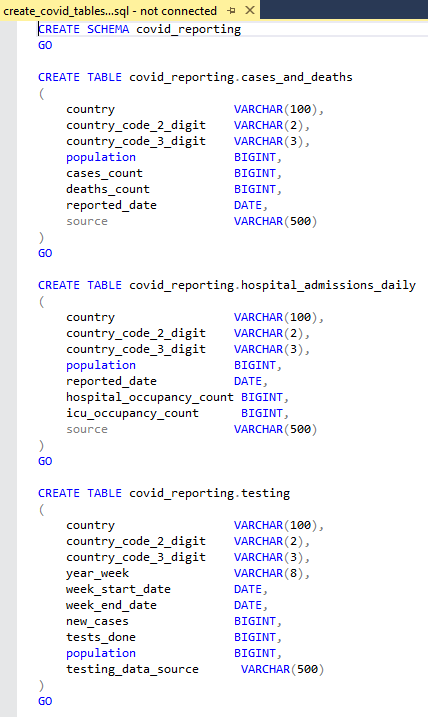 create_covid_tables...sql - not connected
CREATE SCHEMA covid_reporting
GO
CREATE TABLE covid_reporting.cases_and_deaths
(
country VARCHAR(100),
country_code_2_digit VARCHAR(2),
country_code_3_digit VARCHAR(3),
population BIGINT,
cases_count BIGINT,
deaths_count BIGINT,
reported_date DATE,
source VARCHAR(500)
)
GO
CREATE TABLE covid_reporting.hospital_admissions_daily
(
country VARCHAR(100),
country_code_2_digit VARCHAR(2),
country_code_3_digit VARCHAR(3),
population BIGINT,
reported_date DATE,
hospital_occupancy_count BIGINT,
icu_occupancy_count BIGINT,
source VARCHAR(500)
)
GO
CREATE TABLE covid_reporting.testing
(
country VARCHAR(100),
country_code_2_digit VARCHAR(2),
country_code_3_digit VARCHAR(3),
year_week VARCHAR(8),
week_start_date DATE,
week_end_date DATE,
new_cases BIGINT,
tests_done BIGINT,
population BIGINT,
testing_data_source VARCHAR(500)
)
GO